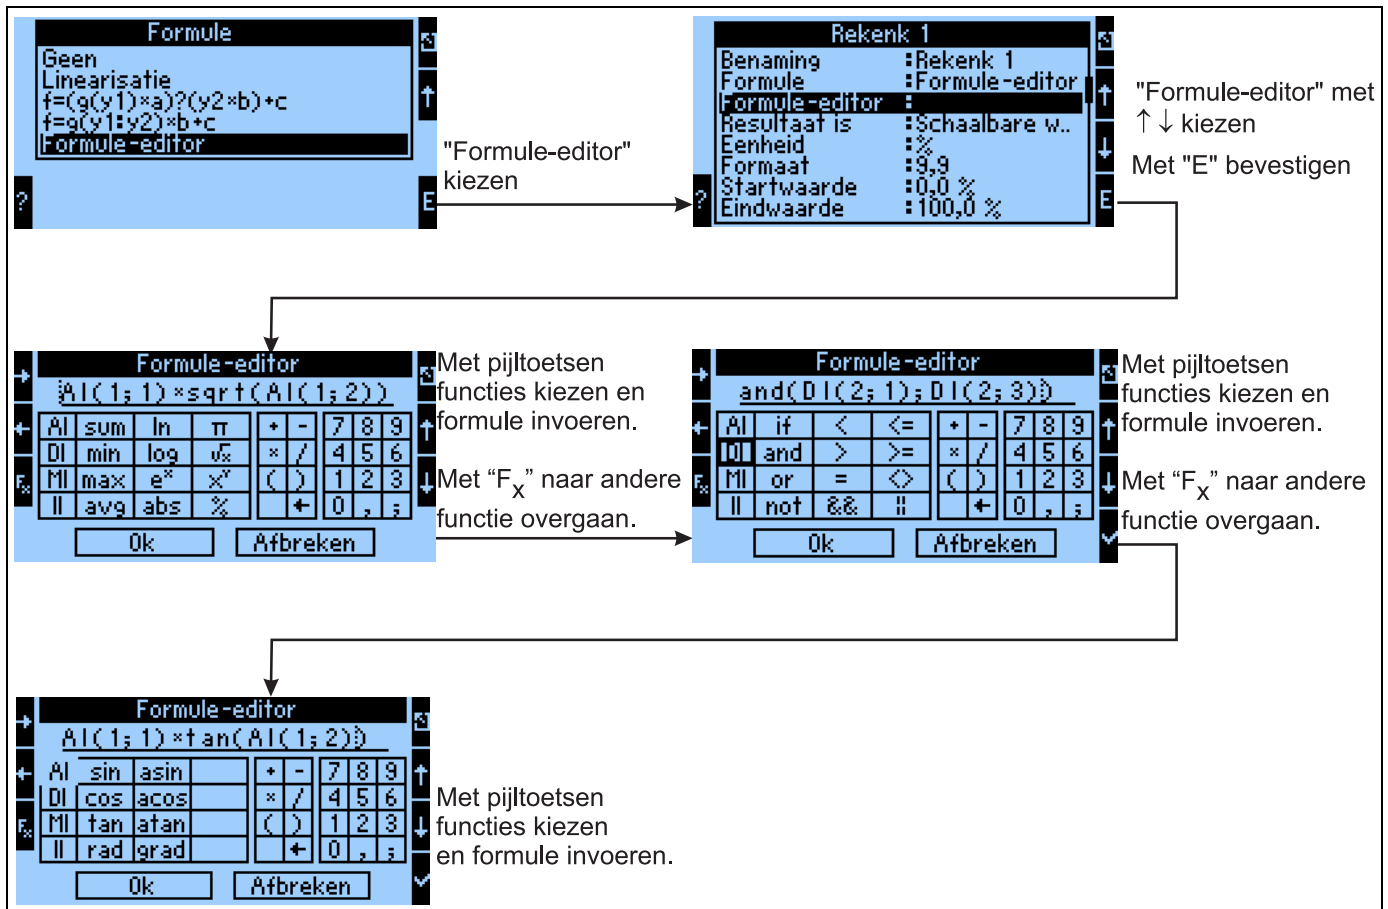 Formule
Geen
Linearisatie
f=(g(y1)×a)?(y2×b)+c
f=g(y1:y2)×b+c
Formule-editor
?
E
"Formule-editor"
kiezen
Rekenk 1
Benaming :Rekenk 1
Formule :Formule-editor
Formule-editor :
Resultaat is :Schaalbare w..
Eenheid :%
Formaat :9,9
Startwaarde :0,0 %
Eindwaarde :100,0 %
?
E
"Formule-editor" met
↑↓ kiezen
Met "E" bevestigen
Formule-editor
AI(1;1)×sqrt(AI(1;2))
AI sum ln π + - 7 8 9
DI min log √x × / 4 5 6
MI max eˣ xʸ ( ) 1 2 3
II avg abs % ← 0 , ;
Fx
Ok Afbreken
Met pijltoetsen
functies kiezen en
formule invoeren.
Met “Fx” naar andere
functie overgaan.
Formule-editor
and(DI(2;1);DI(2;3))
AI if < <= + - 7 8 9
DI and > >= × / 4 5 6
MI or = <> ( ) 1 2 3
II not && ¦¦ ← 0 , ;
Fx
Ok Afbreken
Met pijltoetsen
functies kiezen en
formule invoeren.
Met “Fx” naar andere
functie overgaan.
Formule-editor
AI(1;1)×tan(AI(1;2))
AI sin asin + - 7 8 9
DI cos acos × / 4 5 6
MI tan atan ( ) 1 2 3
II rad grad ← 0 , ;
Fx
Ok Afbreken
Met pijltoetsen
functies kiezen
en formule invoeren.